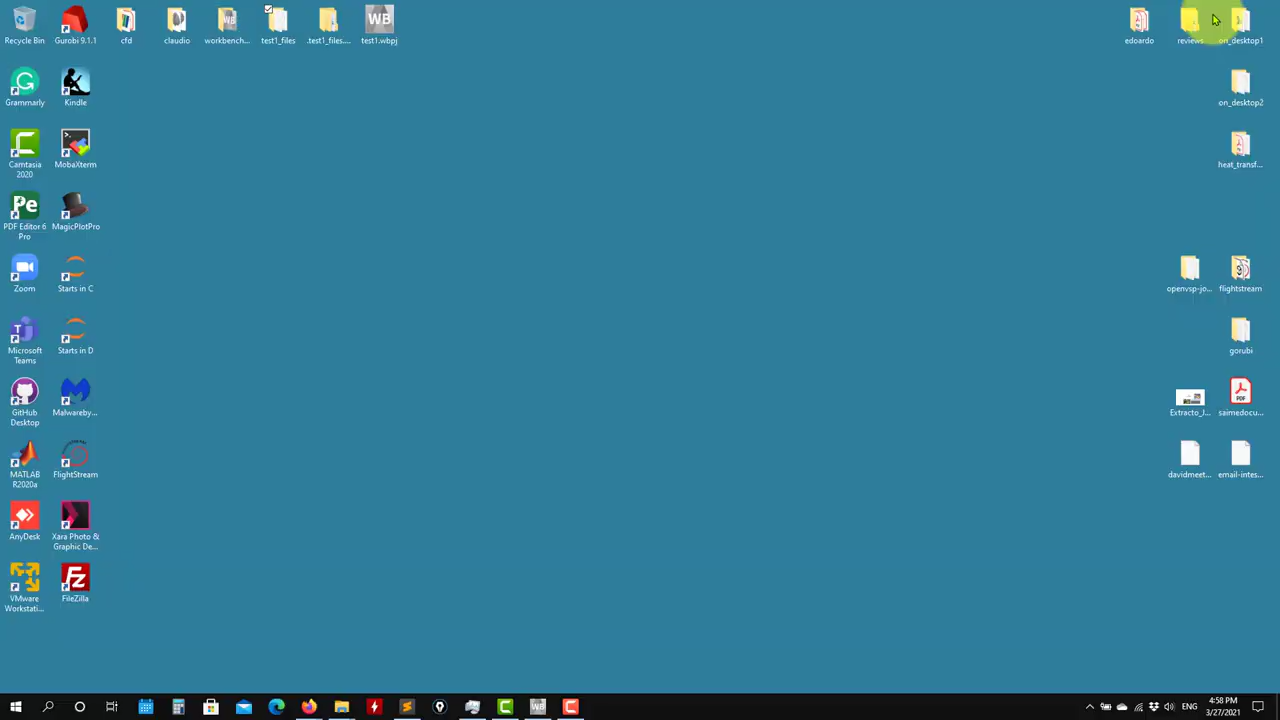 Recycle Bin
Gurobi 9.1.1
cfd
claudio
workbench...
test1_files
.test1_files....
test1.wbpj
edoardo
reviews
on_desktop1
Grammarly
Kindle
on_desktop2
Camtasia
2020
MobaXterm
heat_transf...
PDF Editor 6
Pro
MagicPlotPro
Zoom
Starts in C
openvsp-jo...
flightstream
Microsoft
Teams
Starts in D
gorubi
GitHub
Desktop
Malwareby...
Extracto_J...
saimedocu...
MATLAB
R2020a
FlightStream
davidmeet...
email-intes...
AnyDesk
Xara Photo &
Graphic De...
VMware
Workstati...
FileZilla
ENG
4:58 PM
3/27/2021